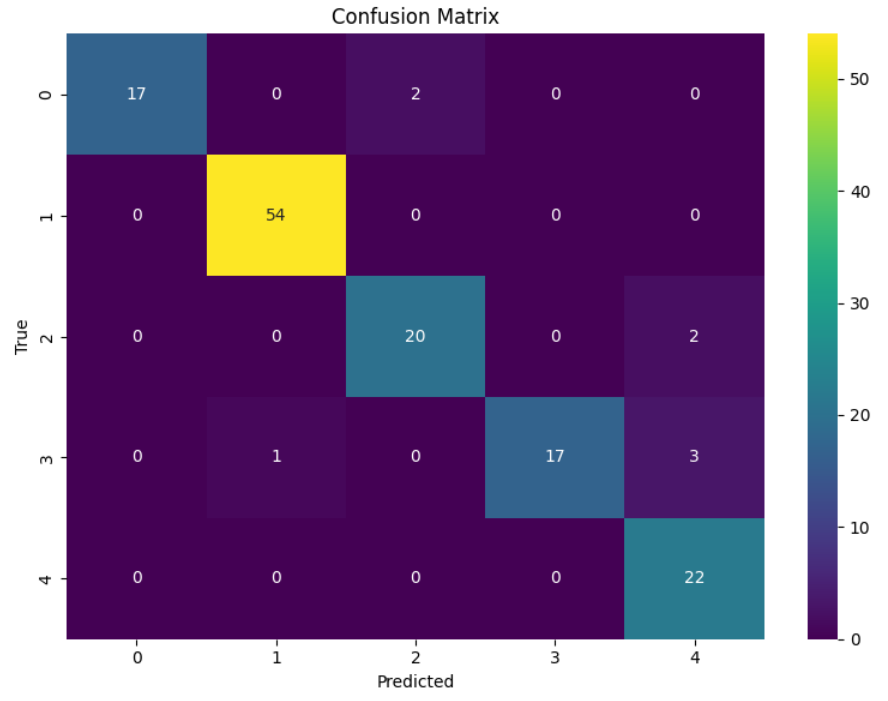 Confusion Matrix
0 17 0 2 0 0
1 0 54 0 0 0
2 0 0 20 0 2
3 0 1 0 17 3
4 0 0 0 0 22
0 1 2 3 4
True
Predicted
50
40
30
20
10
0